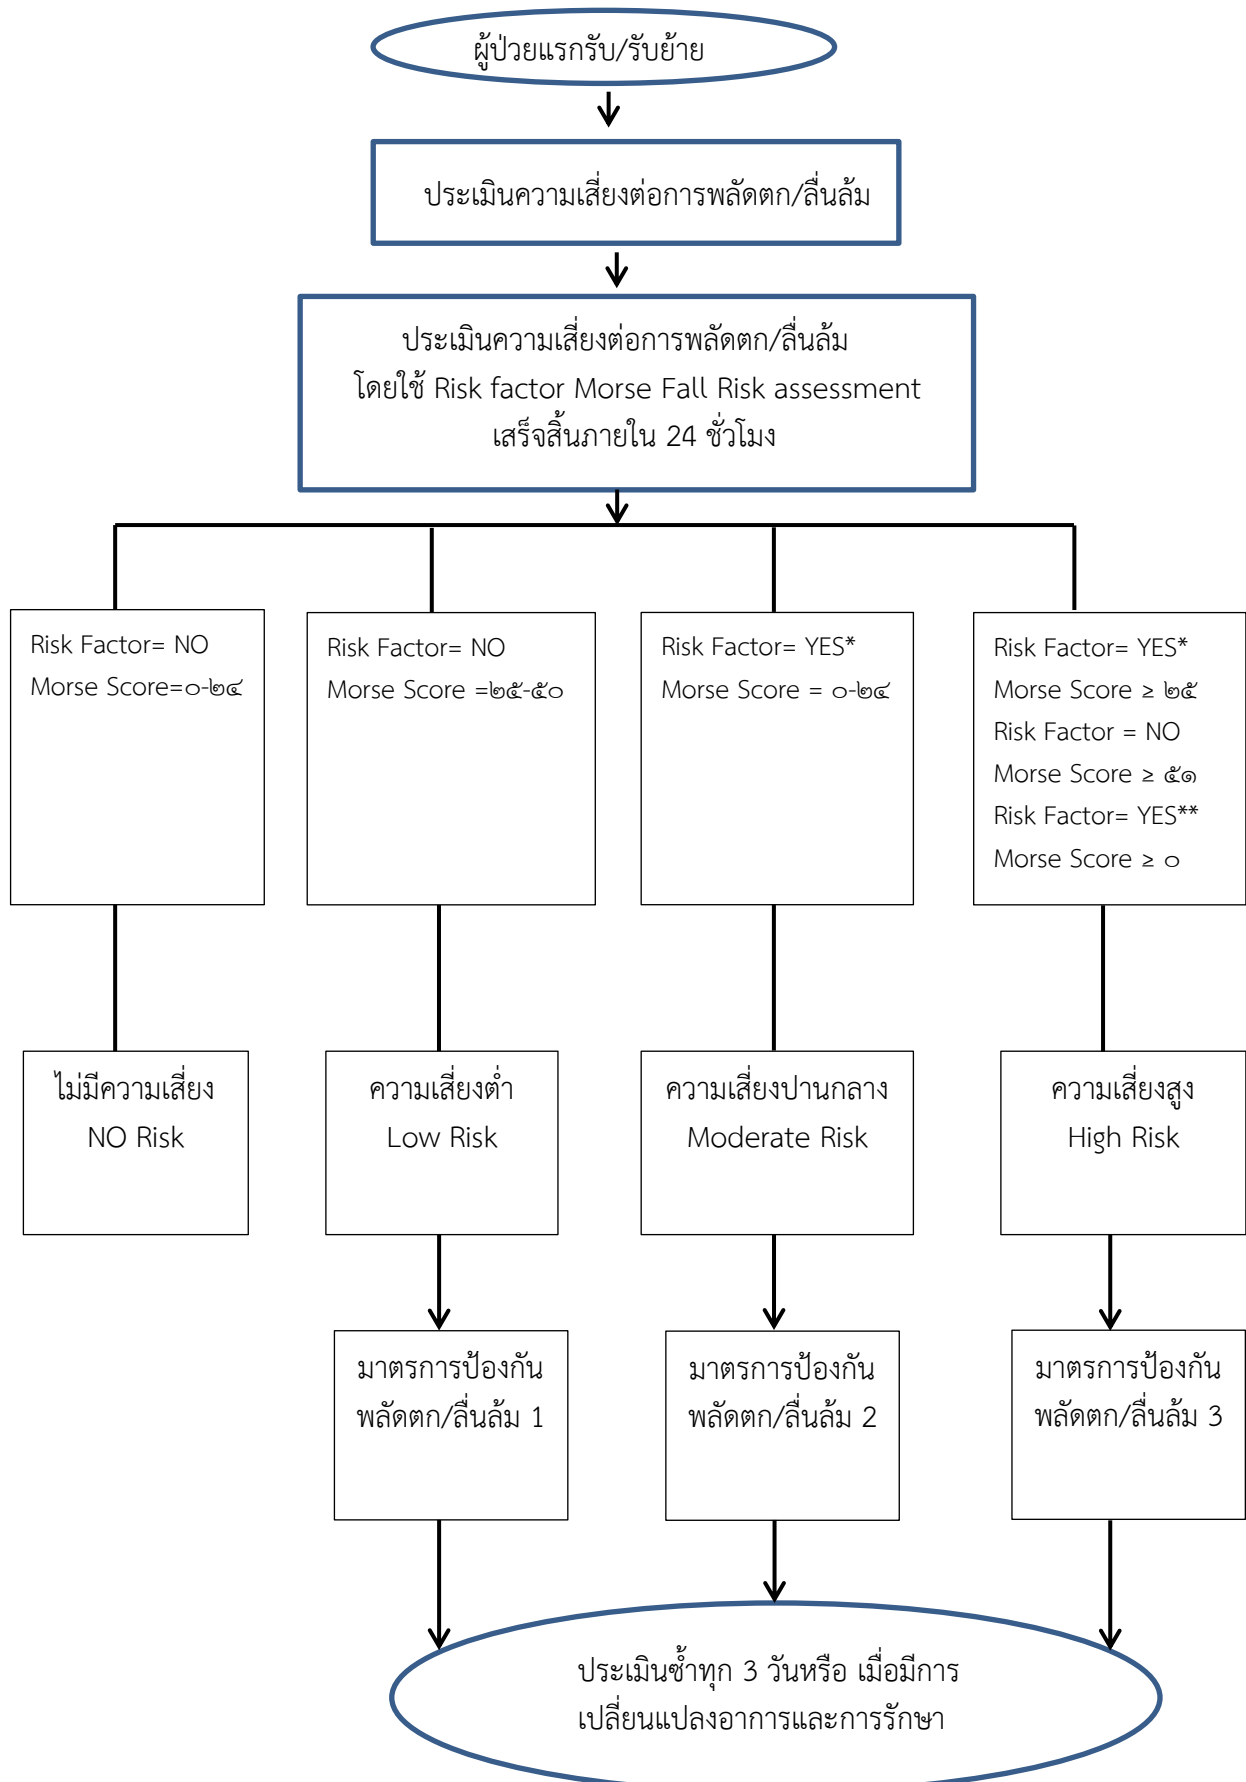 ผู้ป่วยแรกรับ/รับย้าย
ประเมินความเสี่ยงต่อการพลัดตก/ลื่นล้ม
ประเมินความเสี่ยงต่อการพลัดตก/ลื่นล้ม
โดยใช้ Risk factor Morse Fall Risk assessment
เสร็จสิ้นภายใน 24 ชั่วโมง
Risk Factor= NO
Morse Score=๐-๒๔
Risk Factor= NO
Morse Score =๒๕-๕๐
Risk Factor= YES*
Morse Score = ๐-๒๔
Risk Factor= YES*
Morse Score ≥ ๒๕
Risk Factor = NO
Morse Score ≥ ๕๑
Risk Factor= YES**
Morse Score ≥ ๐
ไม่มีความเสี่ยง
NO Risk
ความเสี่ยงต่ำ
Low Risk
ความเสี่ยงปานกลาง
Moderate Risk
ความเสี่ยงสูง
High Risk
มาตรการป้องกัน
พลัดตก/ลื่นล้ม 1
มาตรการป้องกัน
พลัดตก/ลื่นล้ม 2
มาตรการป้องกัน
พลัดตก/ลื่นล้ม 3
ประเมินซ้ำทุก 3 วันหรือ เมื่อมีการ
เปลี่ยนแปลงอาการและการรักษา